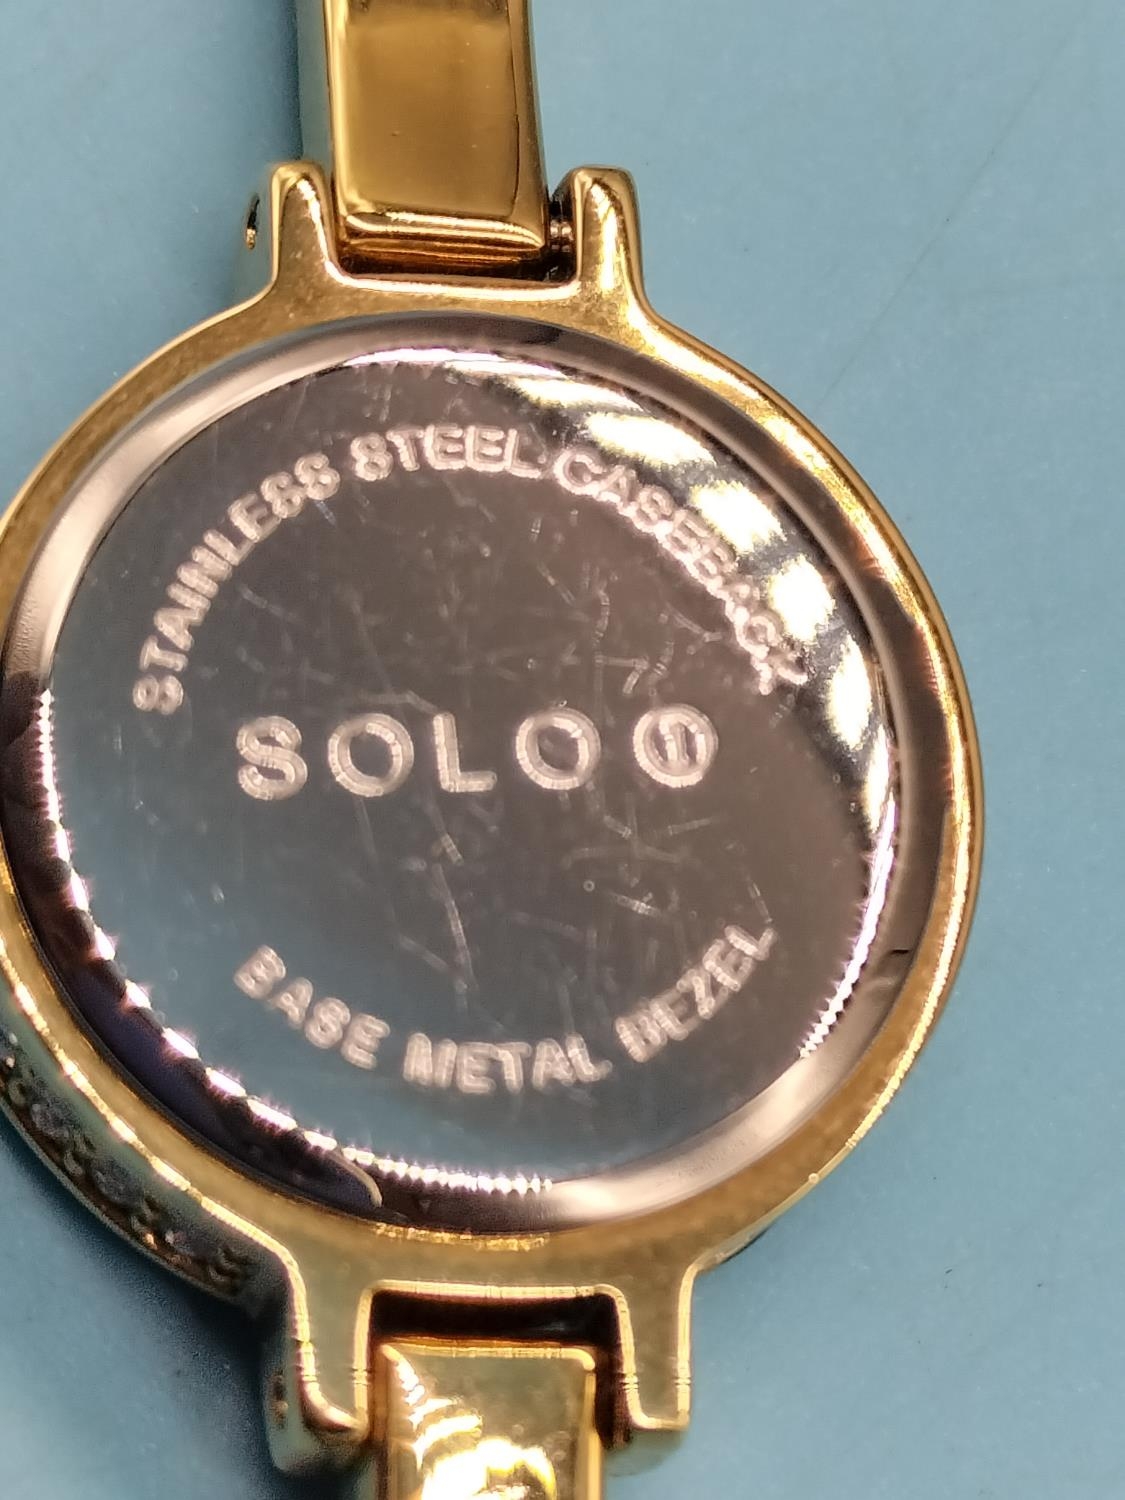 STAINLESS STEEL CASEBACK
SOLO
BASE METAL BEZEL